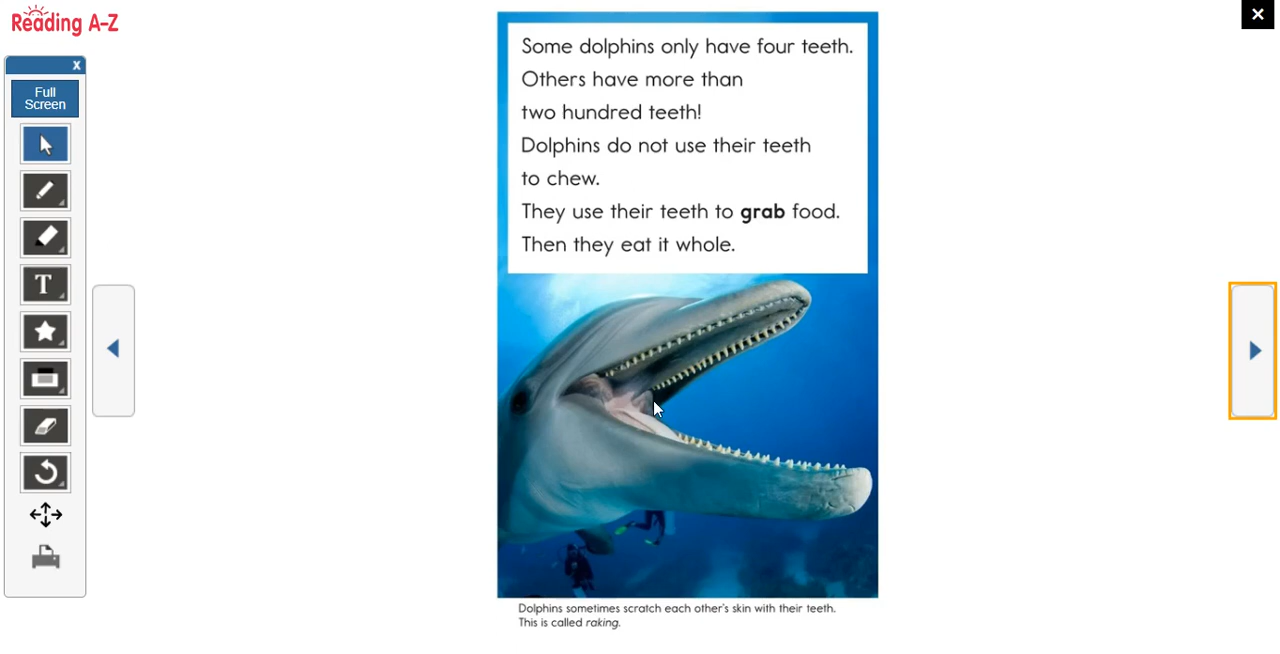 Reading A-Z
x
Full
Screen
T
Some dolphins only have four teeth.
Others have more than
two hundred teeth!
Dolphins do not use their teeth
to chew.
They use their teeth to grab food.
Then they eat it whole.
Dolphins sometimes scratch each other's skin with their teeth.
This is called raking.